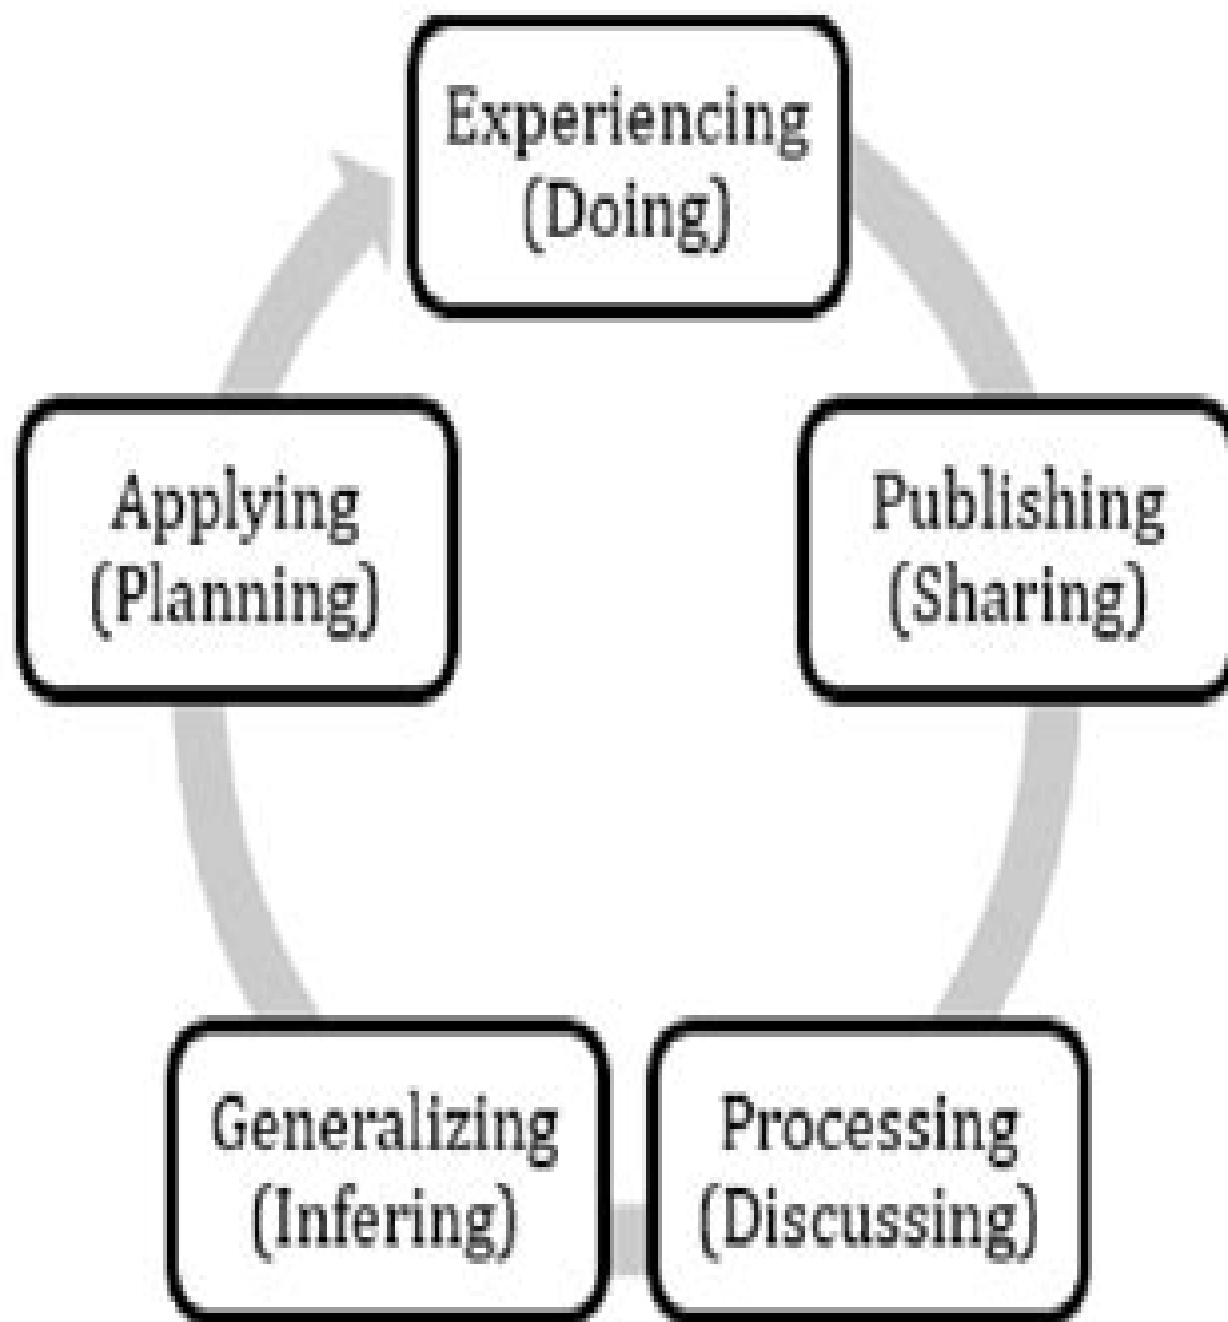 Experiencing
(Doing)
Publishing
(Sharing)
Processing
(Discussing)
Generalizing
(Infering)
Applying
(Planning)